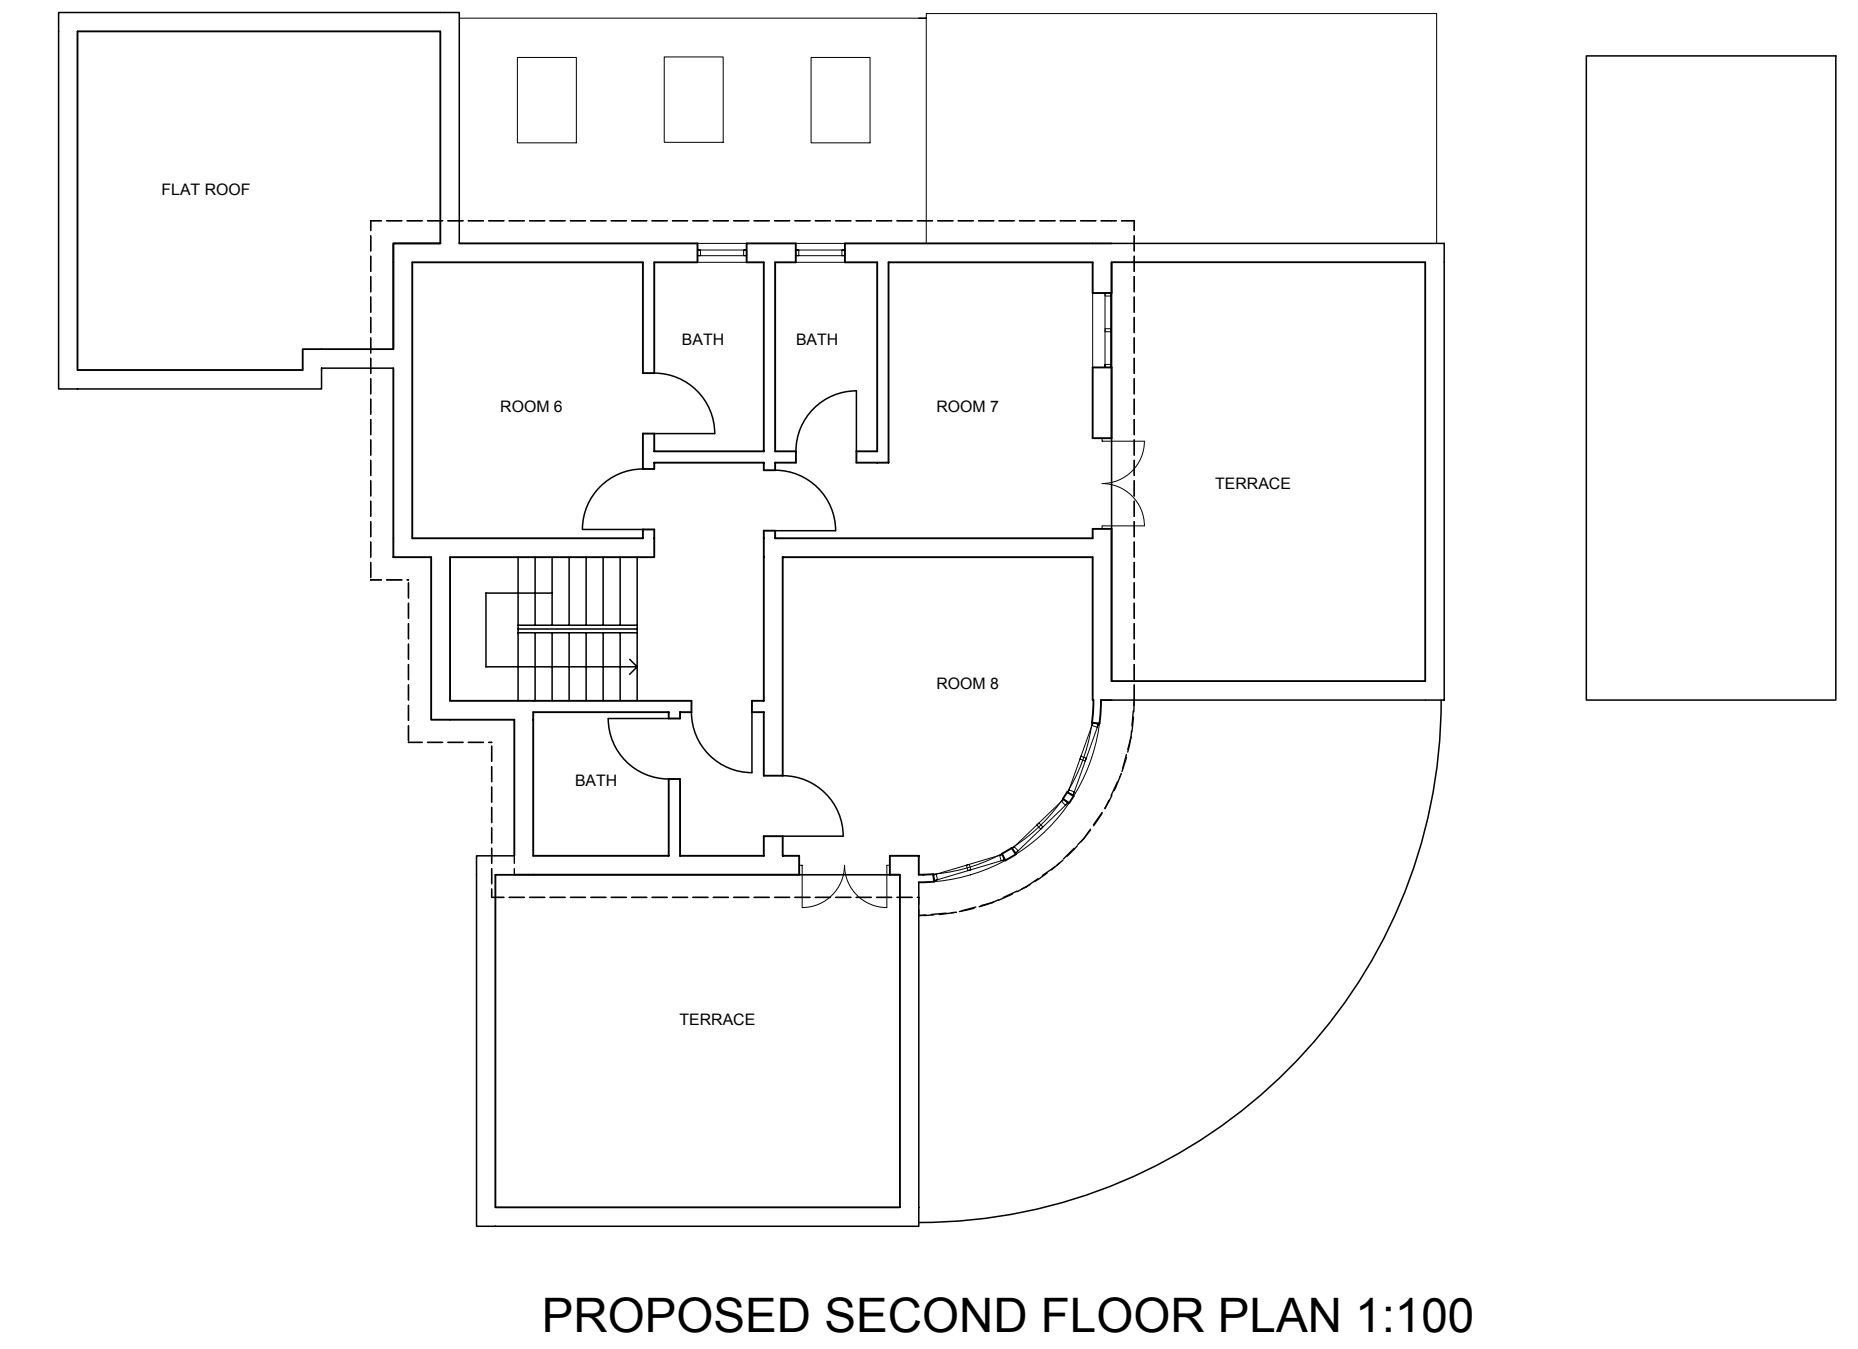 FLAT ROOF
BATH
BATH
ROOM 6
ROOM 7
TERRACE
ROOM 8
BATH
TERRACE
PROPOSED SECOND FLOOR PLAN 1:100